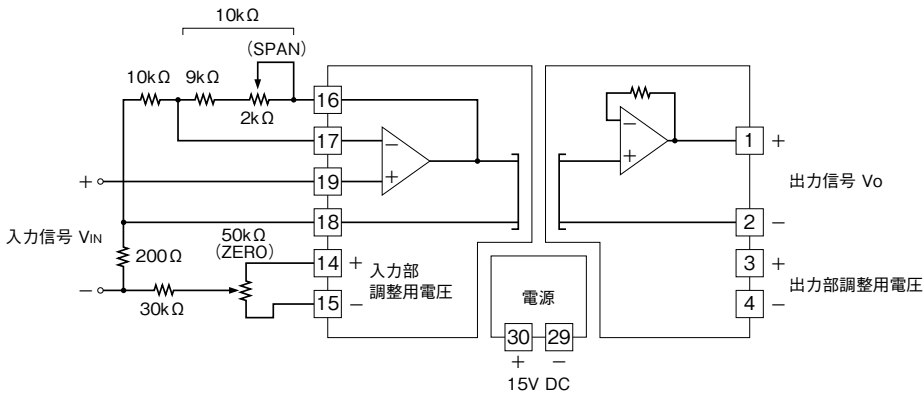 10kΩ
(SPAN)
10kΩ 9kΩ
2kΩ
16
17
19
18
14
15
+
入力信号 VIN
−
200Ω
50kΩ
(ZERO)
30kΩ
−
+
+ 入力部
調整用電圧
−
電源
30 29
+ −
15V DC
−
+
1 +
出力信号 Vo
2 −
3 +
出力部調整用電圧
4 −